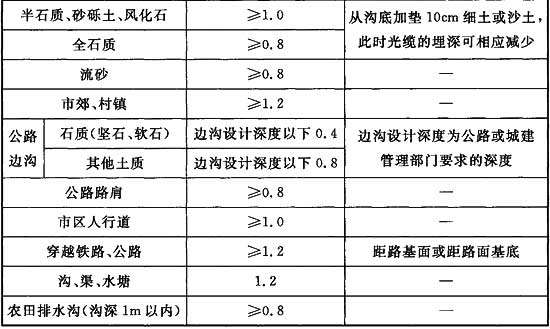 半石质、砂砾土、风化石 ≥1.0 从沟底加垫 10cm 细土或沙土，
全石质 ≥0.8 此时光缆的埋深可相应减少
流砂 ≥0.8 —
市郊、村镇 ≥1.2 —
公路 石质(坚石、软石) 边沟设计深度以下 0.4 边沟设计深度为公路或城建
边沟 其他土质 边沟设计深度以下 0.8 管理部门要求的深度
公路路肩 ≥0.8 —
市区人行道 ≥1.0 —
穿越铁路、公路 ≥1.2 距路基面或距路面基底
沟、渠、水塘 1.2 —
农田排水沟(沟深 1m 以内) ≥0.8 —